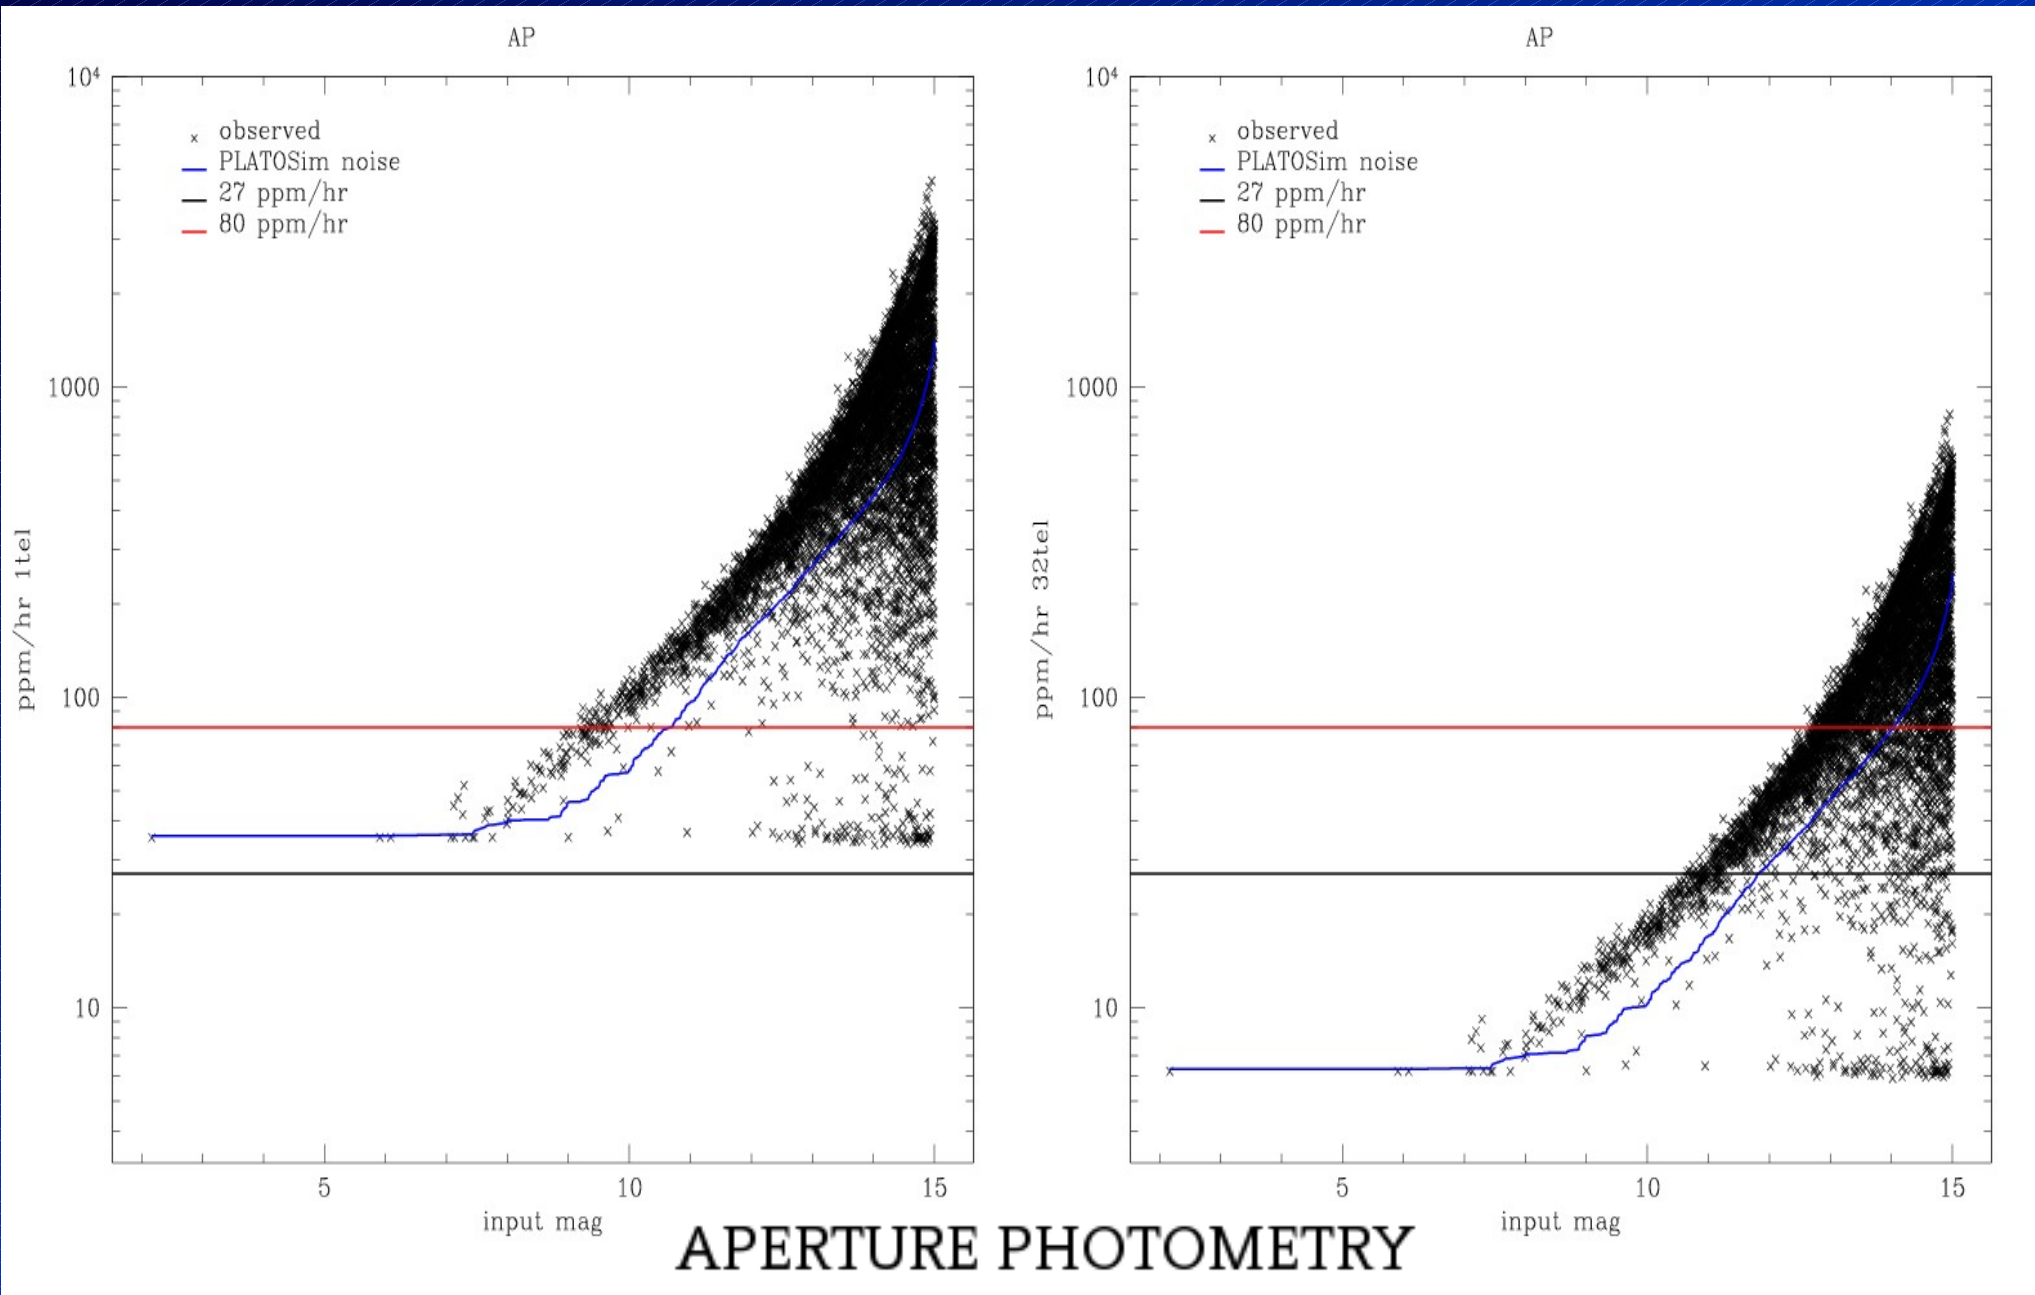 AP
10⁴
× observed
PLATOSim noise
27 ppm/hr
80 ppm/hr
1000
100
10
ppm/hr 1tel
5 10 15
input mag
AP
10⁴
× observed
PLATOSim noise
27 ppm/hr
80 ppm/hr
1000
100
10
ppm/hr 32tel
5 10 15
input mag
APERTURE PHOTOMETRY